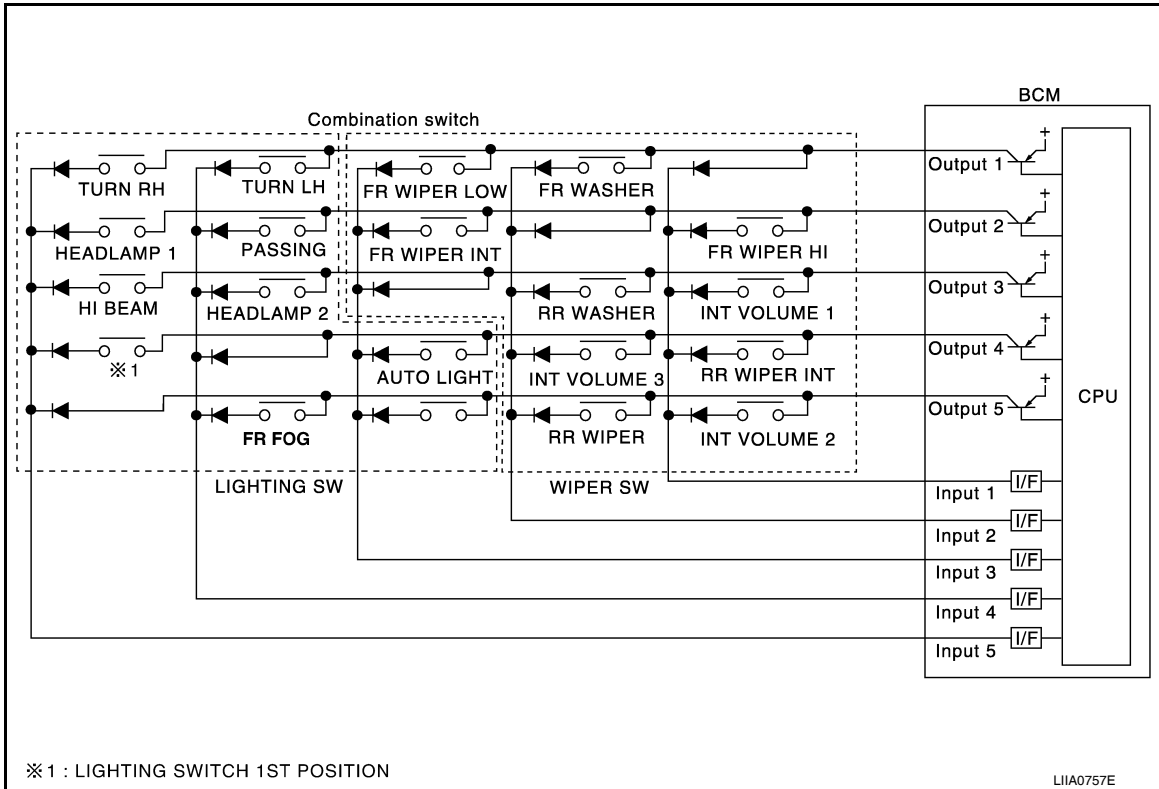 BCM
Combination switch
Output 1
TURN RH
TURN LH
FR WIPER LOW
FR WASHER
+
Output 2
HEADLAMP 1
PASSING
FR WIPER INT
FR WIPER HI
+
Output 3
HI BEAM
HEADLAMP 2
RR WASHER
INT VOLUME 1
+
Output 4
※1
AUTO LIGHT
INT VOLUME 3
RR WIPER INT
+
CPU
Output 5
FR FOG
RR WIPER
INT VOLUME 2
+
LIGHTING SW
WIPER SW
Input 1
I/F
Input 2
I/F
Input 3
I/F
Input 4
I/F
Input 5
I/F
※1 : LIGHTING SWITCH 1ST POSITION
LIIA0757E